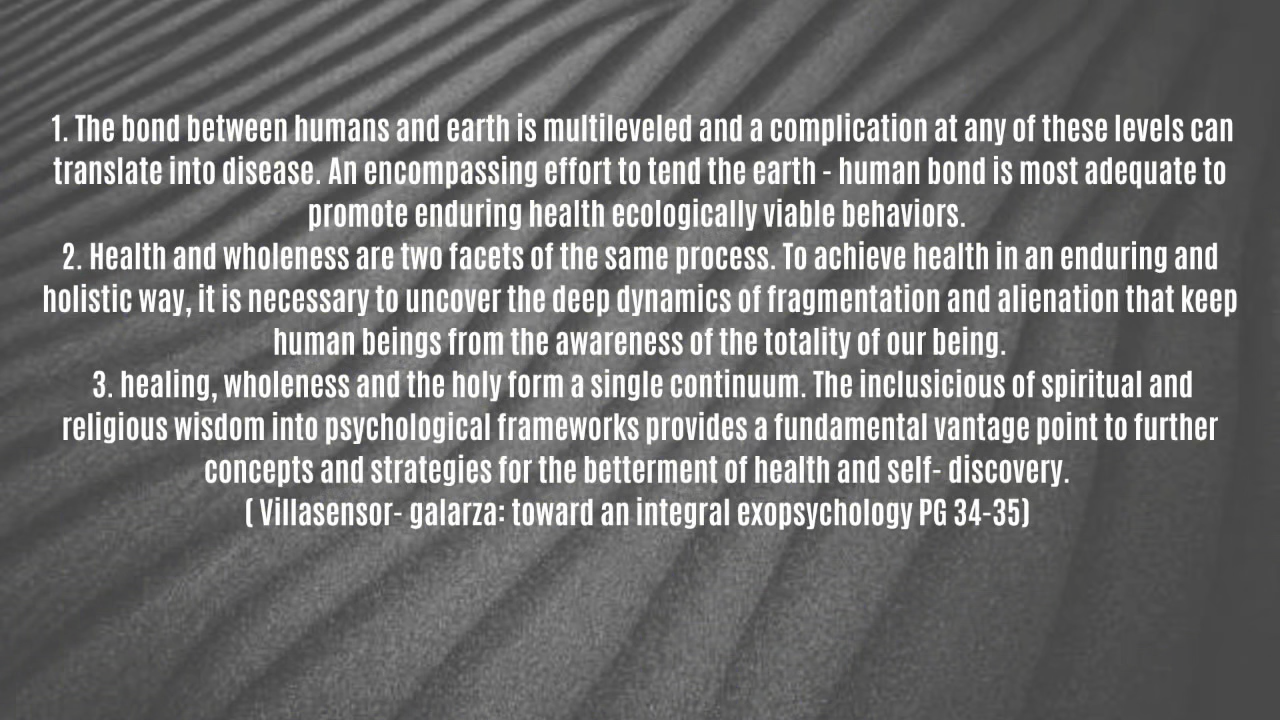 1. The bond between humans and earth is multileveled and a complication at any of these levels can
translate into disease. An encompassing effort to tend the earth - human bond is most adequate to
promote enduring health ecologically viable behaviors.
2. Health and wholeness are two facets of the same process. To achieve health in an enduring and
holistic way, it is necessary to uncover the deep dynamics of fragmentation and alienation that keep
human beings from the awareness of the totality of our being.
3. healing, wholeness and the holy form a single continuum. The inclusicious of spiritual and
religious wisdom into psychological frameworks provides a fundamental vantage point to further
concepts and strategies for the betterment of health and self- discovery.
( Villasensor- galarza: toward an integral exopsychology PG 34-35)